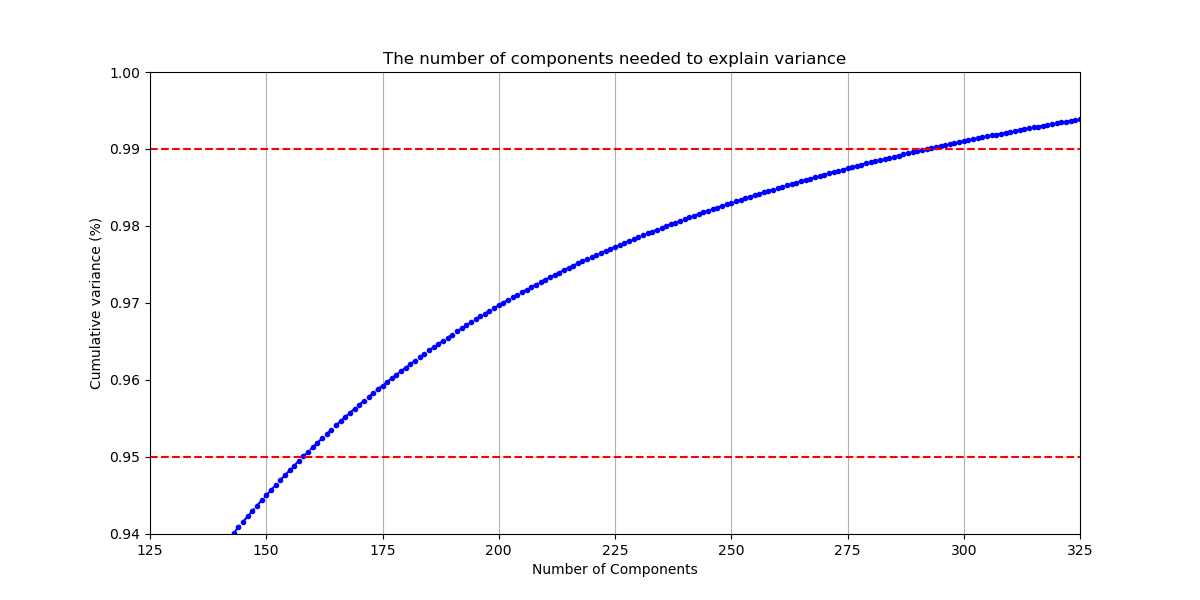 The number of components needed to explain variance
1.00
0.99
0.98
0.97
0.96
0.95
0.94
Cumulative variance (%)
125 150 175 200 225 250 275 300 325
Number of Components